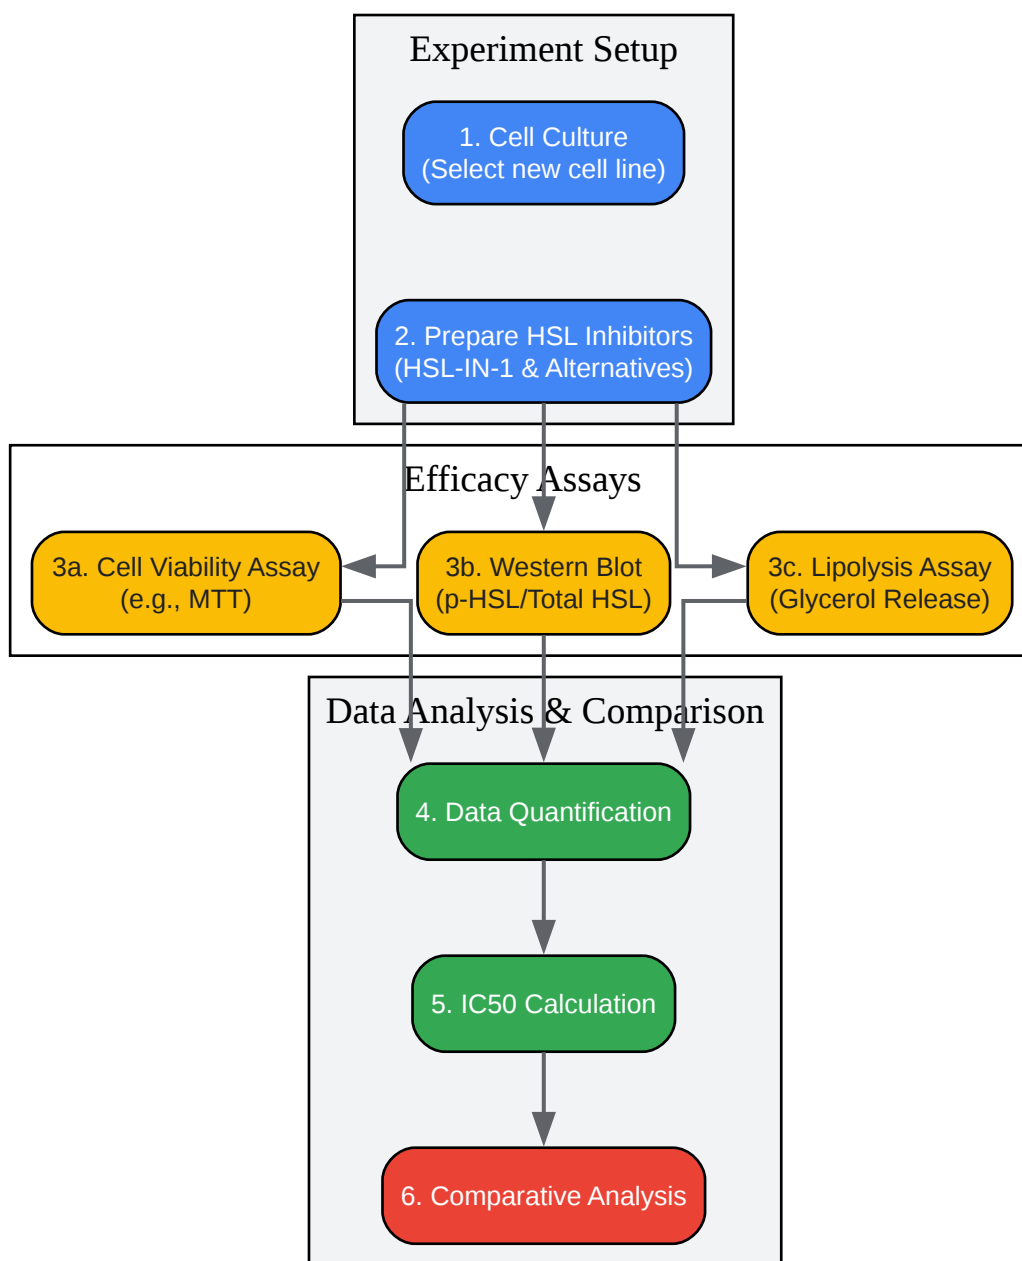 Experiment Setup
1. Cell Culture
(Select new cell line)
2. Prepare HSL Inhibitors
(HSL-IN-1 & Alternatives)
Efficacy Assays
3a. Cell Viability Assay
(e.g., MTT)
3b. Western Blot
(p-HSL/Total HSL)
3c. Lipolysis Assay
(Glycerol Release)
Data Analysis & Comparison
4. Data Quantification
5. IC50 Calculation
6. Comparative Analysis